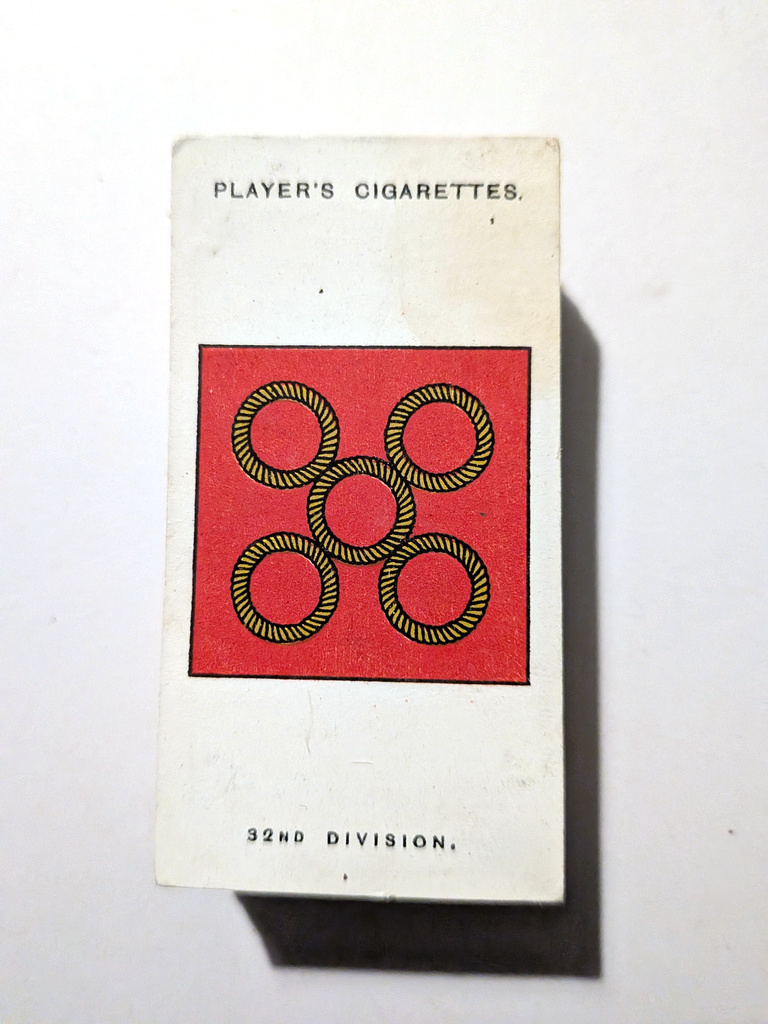 PLAYER'S CIGARETTES.
32ND DIVISION.